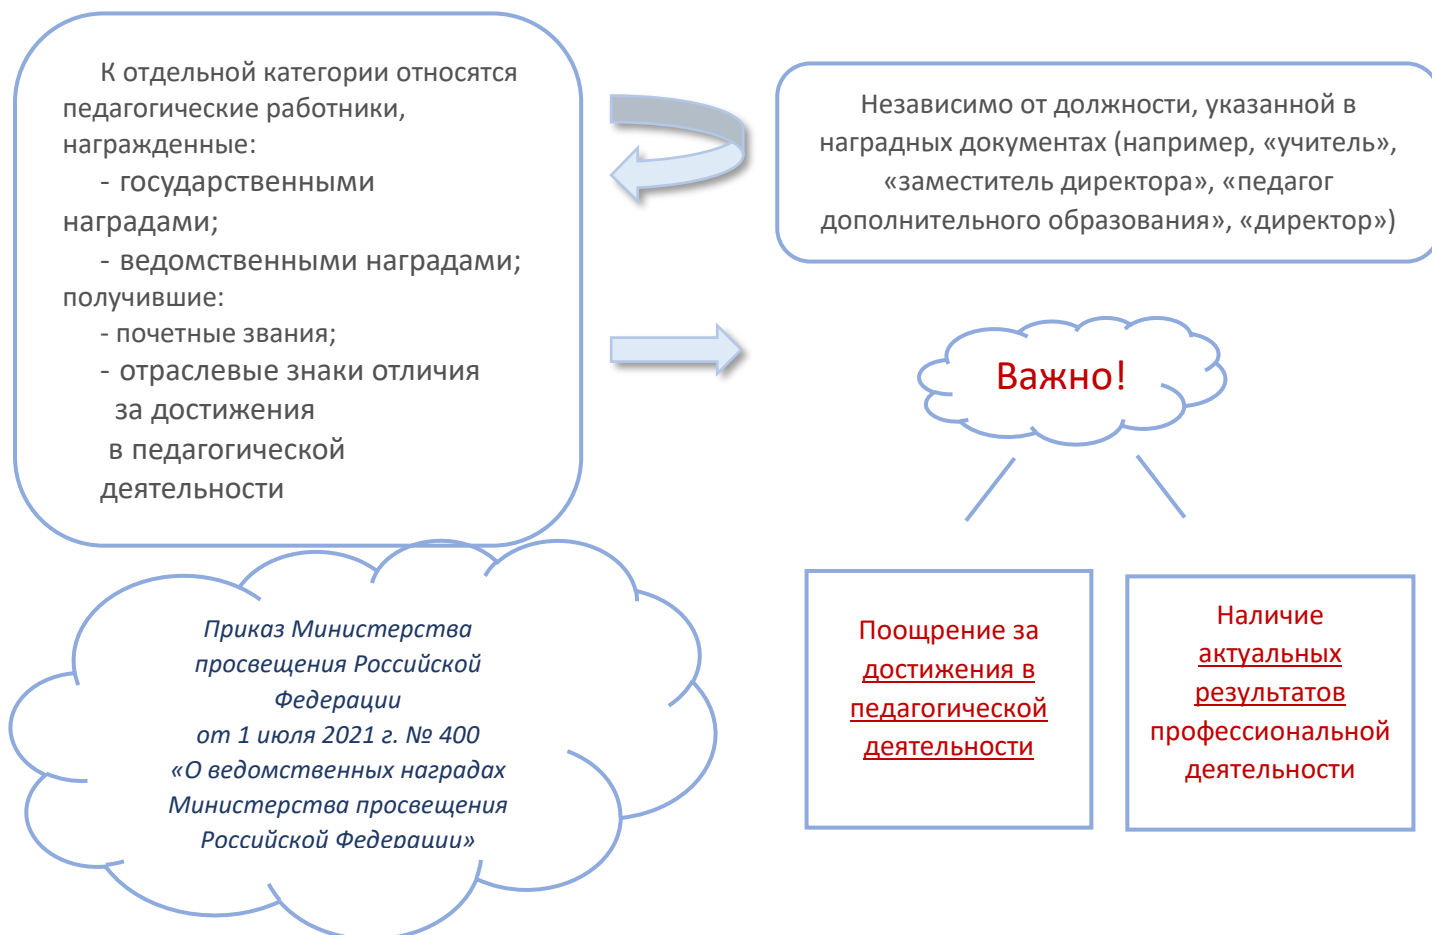 К отдельной категории относятся
педагогические работники,
награжденные:
- государственными
наградами;
- ведомственными наградами;
получившие:
- почетные звания;
- отраслевые знаки отличия
за достижения
в педагогической
деятельности
Независимо от должности, указанной в
наградных документах (например, «учитель»,
«заместитель директора», «педагог
дополнительного образования», «директор»)
Важно!
Приказ Министерства
просвещения Российской
Федерации
от 1 июля 2021 г. № 400
«О ведомственных наградах
Министерства просвещения
Российской Федерации»
Поощрение за
достижения в
педагогической
деятельности
Наличие
актуальных
результатов
профессиональной
деятельности